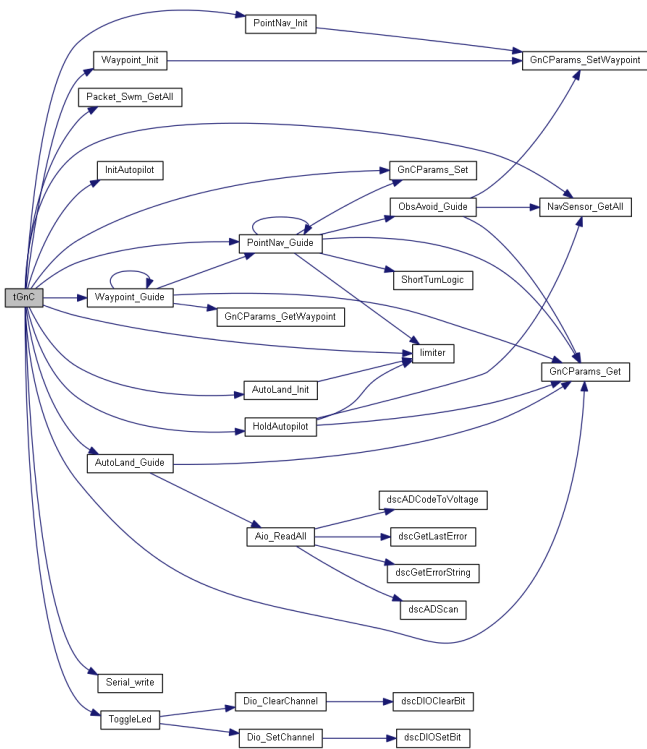 PointNav_Init
Waypoint_Init
GnCParams_SetWaypoint
Packet_Swm_GetAll
InitAutopilot
GnCParams_Set
ObsAvoid_Guide
NavSensor_GetAll
PointNav_Guide
ShortTurnLogic
tGnC
Waypoint_Guide
GnCParams_GetWaypoint
limiter
GnCParams_Get
AutoLand_Init
HoldAutopilot
AutoLand_Guide
dscADCodeToVoltage
Aio_ReadAll
dscGetLastError
dscGetErrorString
dscADScan
Serial_write
Dio_ClearChannel
dscDIOClearBit
ToggleLed
Dio_SetChannel
dscDIOSetBit